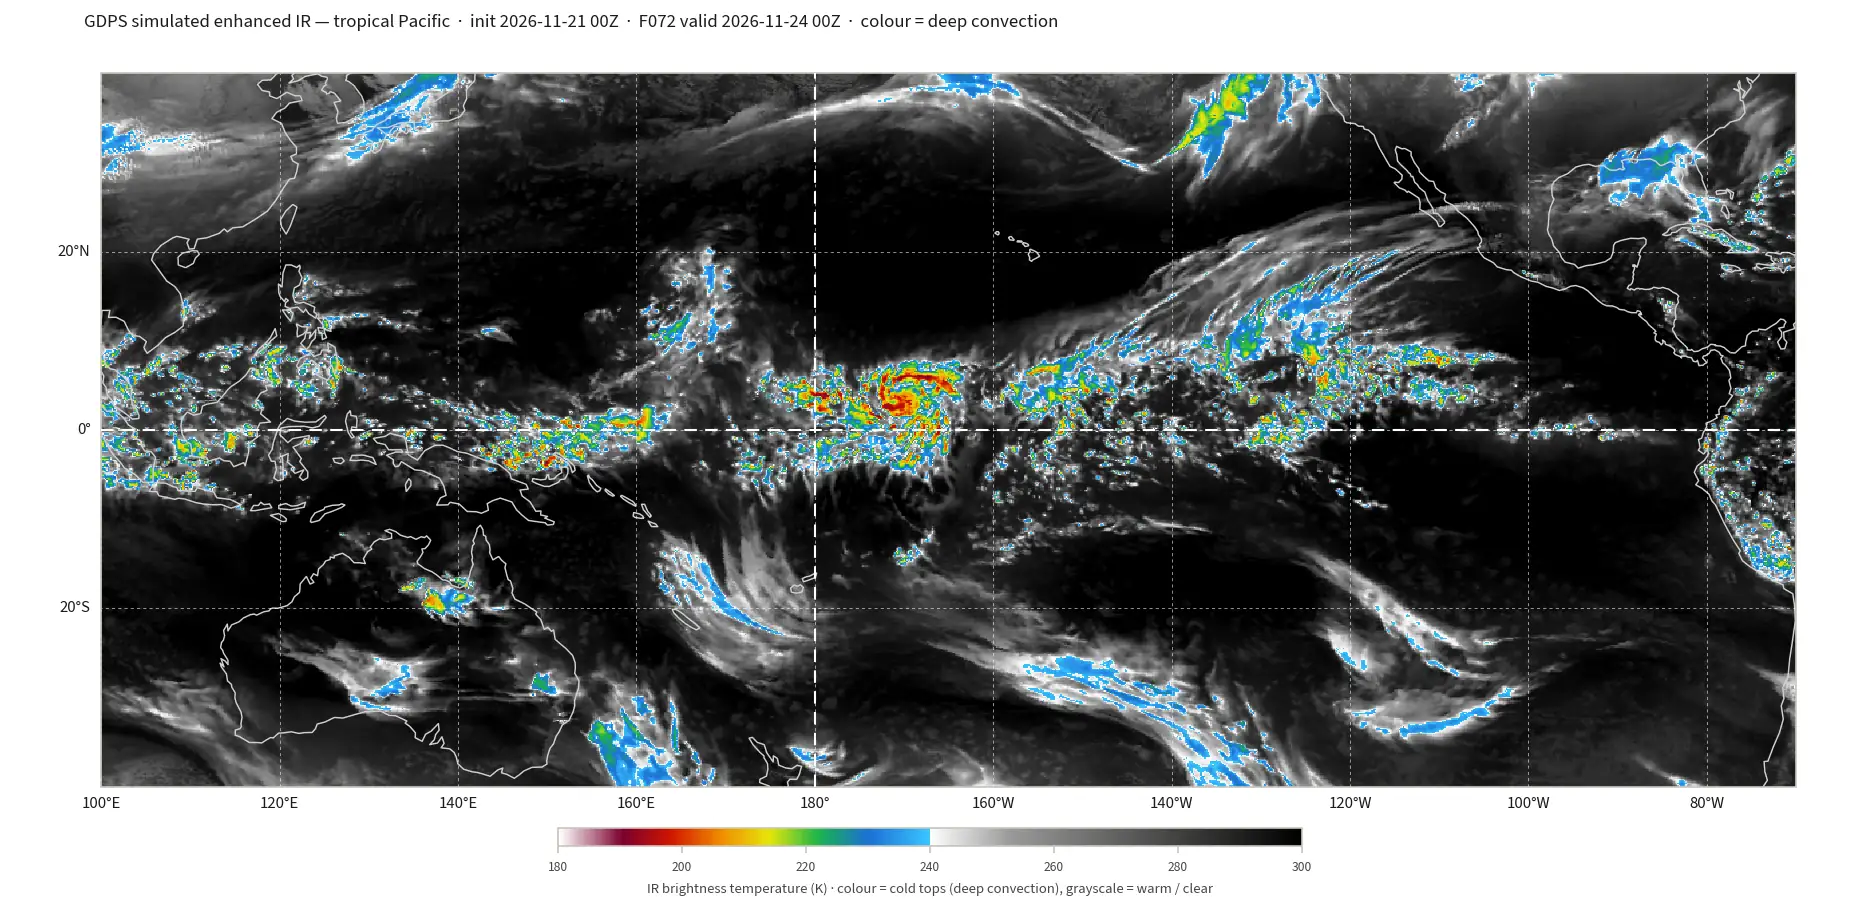 GDPS simulated enhanced IR — tropical Pacific · init 2026-11-21 00Z · F072 valid 2026-11-24 00Z · colour = deep convection
20°N
0°
20°S
100°E 120°E 140°E 160°E 180° 160°W 140°W 120°W 100°W 80°W
180 200 220 240 260 280 300
IR brightness temperature (K) · colour = cold tops (deep convection), grayscale = warm / clear